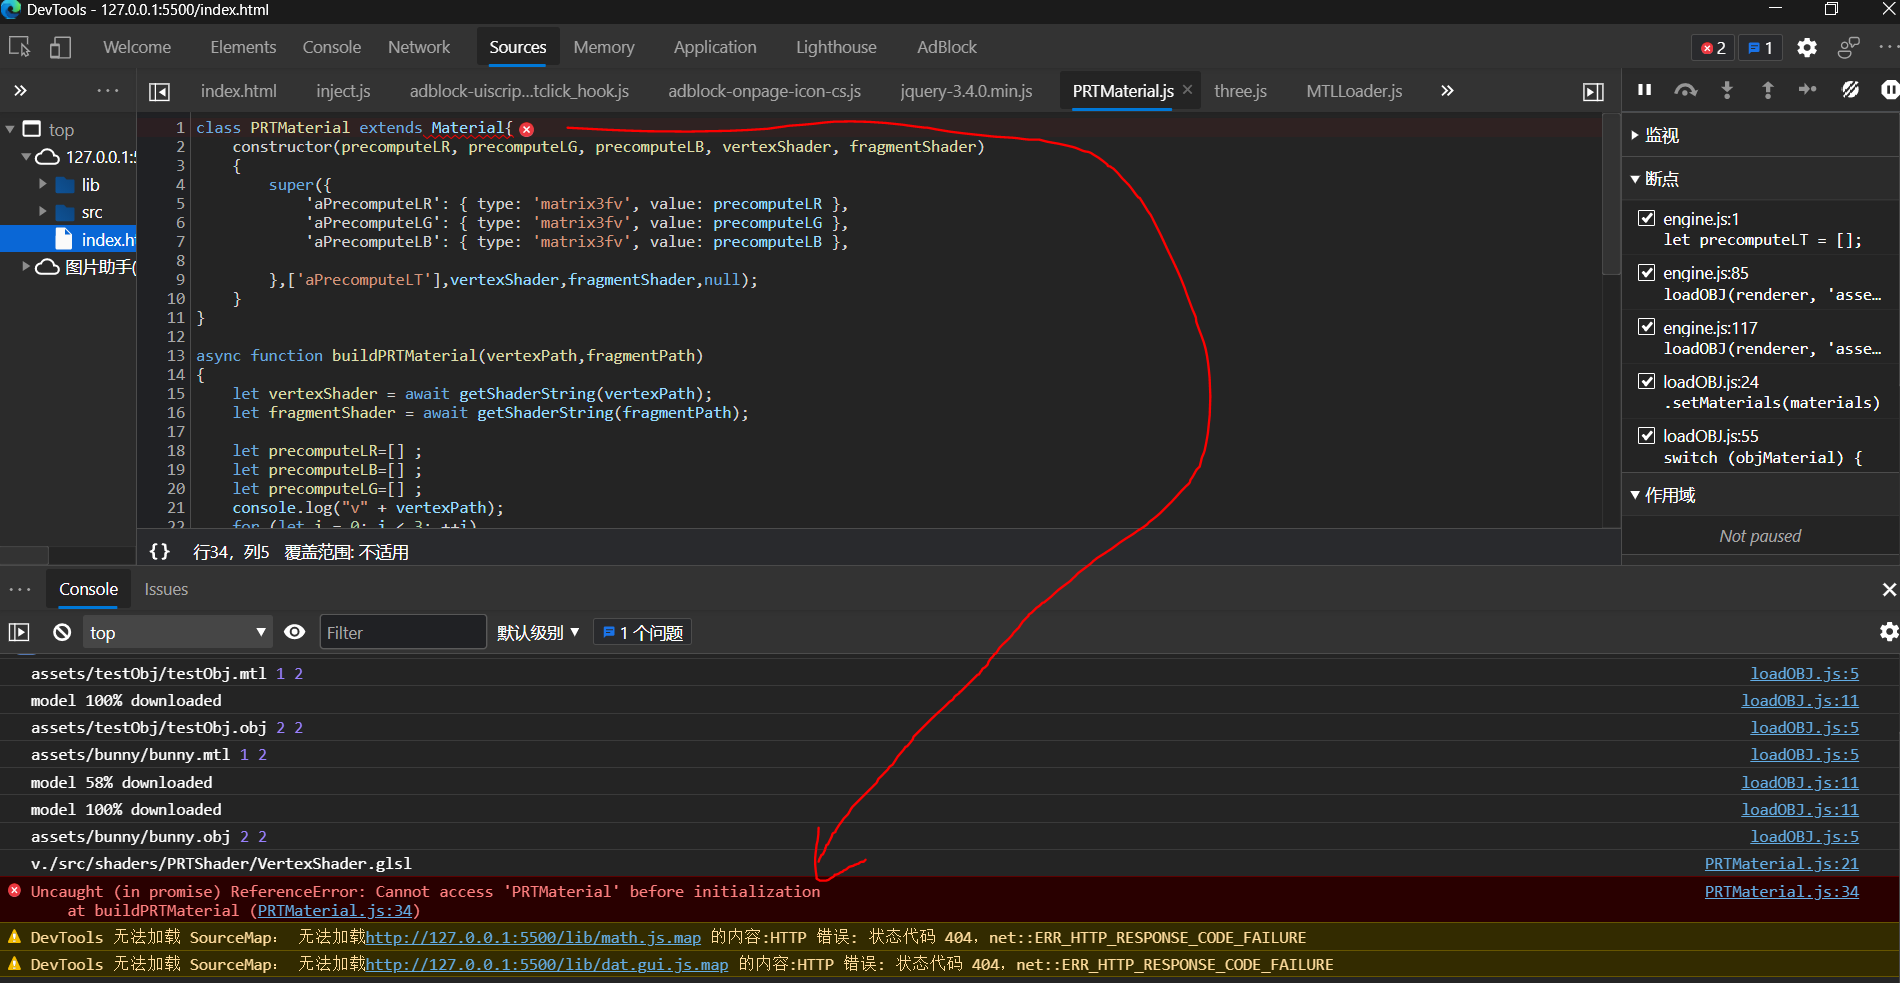 DevTools - 127.0.0.1:5500/index.html
Welcome Elements Console Network Sources Memory Application Lighthouse AdBlock 2 1
index.html inject.js adblock-uiscrip...tclick_hook.js adblock-onpage-icon-cs.js jquery-3.4.0.min.js PRTMaterial.js three.js MTLLoader.js
top
127.0.0.1:5
lib
src
index.ht
图片助手(
1 class PRTMaterial extends Material{
2 constructor(precomputeLR, precomputeLG, precomputeLB, vertexShader, fragmentShader)
3 {
4 super({
5 'aPrecomputeLR': { type: 'matrix3fv', value: precomputeLR },
6 'aPrecomputeLG': { type: 'matrix3fv', value: precomputeLG },
7 'aPrecomputeLB': { type: 'matrix3fv', value: precomputeLB },
8
9 },['aPrecomputeLT'],vertexShader,fragmentShader,null);
10 }
11 }
12
13 async function buildPRTMaterial(vertexPath,fragmentPath)
14 {
15 let vertexShader = await getShaderString(vertexPath);
16 let fragmentShader = await getShaderString(fragmentPath);
17
18 let precomputeLR=[] ;
19 let precomputeLB=[] ;
20 let precomputeLG=[] ;
21 console.log("v" + vertexPath);
22 for (let i = 0; i < 3; ++i)
{} 行34，列5 覆盖范围: 不适用
监视
断点
engine.js:1
let precomputeLT = [];
engine.js:85
loadOBJ(renderer, 'asse…
engine.js:117
loadOBJ(renderer, 'asse…
loadOBJ.js:24
.setMaterials(materials)
loadOBJ.js:55
switch (objMaterial) {
作用域
Not paused
Console Issues
top Filter 默认级别 1 个问题
assets/testObj/testObj.mtl 1 2 loadOBJ.js:5
model 100% downloaded loadOBJ.js:11
assets/testObj/testObj.obj 2 2 loadOBJ.js:5
assets/bunny/bunny.mtl 1 2 loadOBJ.js:5
model 58% downloaded loadOBJ.js:11
model 100% downloaded loadOBJ.js:11
assets/bunny/bunny.obj 2 2 loadOBJ.js:5
v./src/shaders/PRTShader/VertexShader.glsl PRTMaterial.js:21
Uncaught (in promise) ReferenceError: Cannot access 'PRTMaterial' before initialization PRTMaterial.js:34
at buildPRTMaterial (PRTMaterial.js:34)
DevTools 无法加载 SourceMap: 无法加载http://127.0.0.1:5500/lib/math.js.map 的内容:HTTP 错误: 状态代码 404，net::ERR_HTTP_RESPONSE_CODE_FAILURE
DevTools 无法加载 SourceMap: 无法加载http://127.0.0.1:5500/lib/dat.gui.js.map 的内容:HTTP 错误: 状态代码 404，net::ERR_HTTP_RESPONSE_CODE_FAILURE